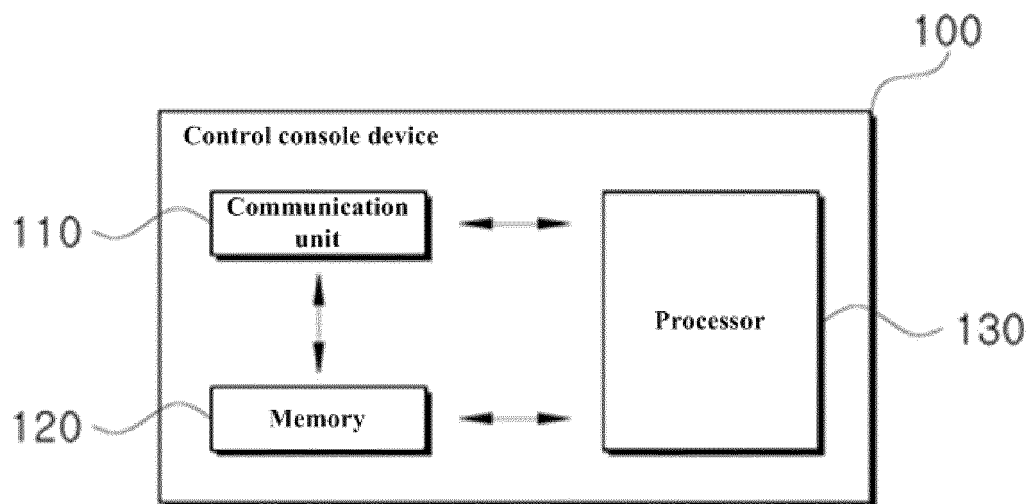 100
Control console device
110
Communication
unit
Processor
130
120
Memory